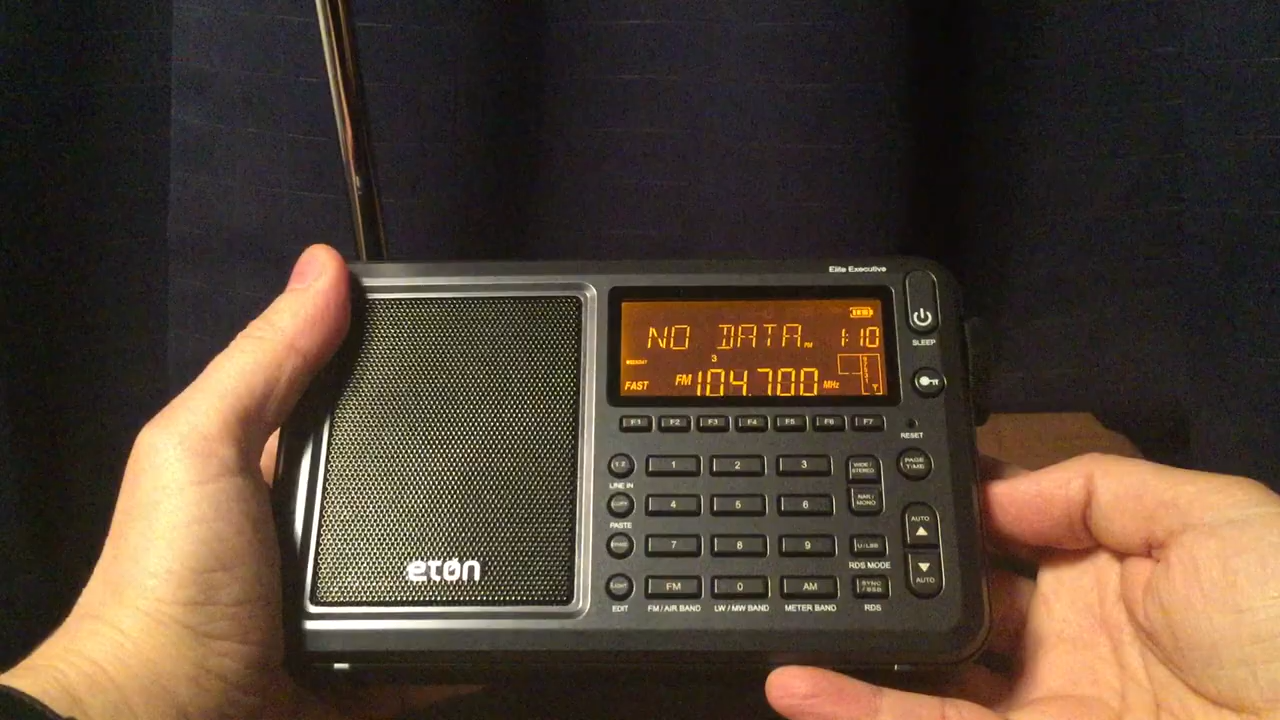 Elite Executive
NO DATA PM 1:10
3
FAST FM 104.700 MHz
SLEEP
F1 F2 F3 F4 F5 F6 F7
RESET
1 2 3 WIDE / STEREO PAGE TIME
LINE IN
4 5 6 NAR / MONO
PASTE
AUTO
7 8 9 U/LSB
RDS MODE
AUTO
FM 0 AM SYNC / SSB
EDIT FM / AIR BAND LW / MW BAND METER BAND RDS
etón